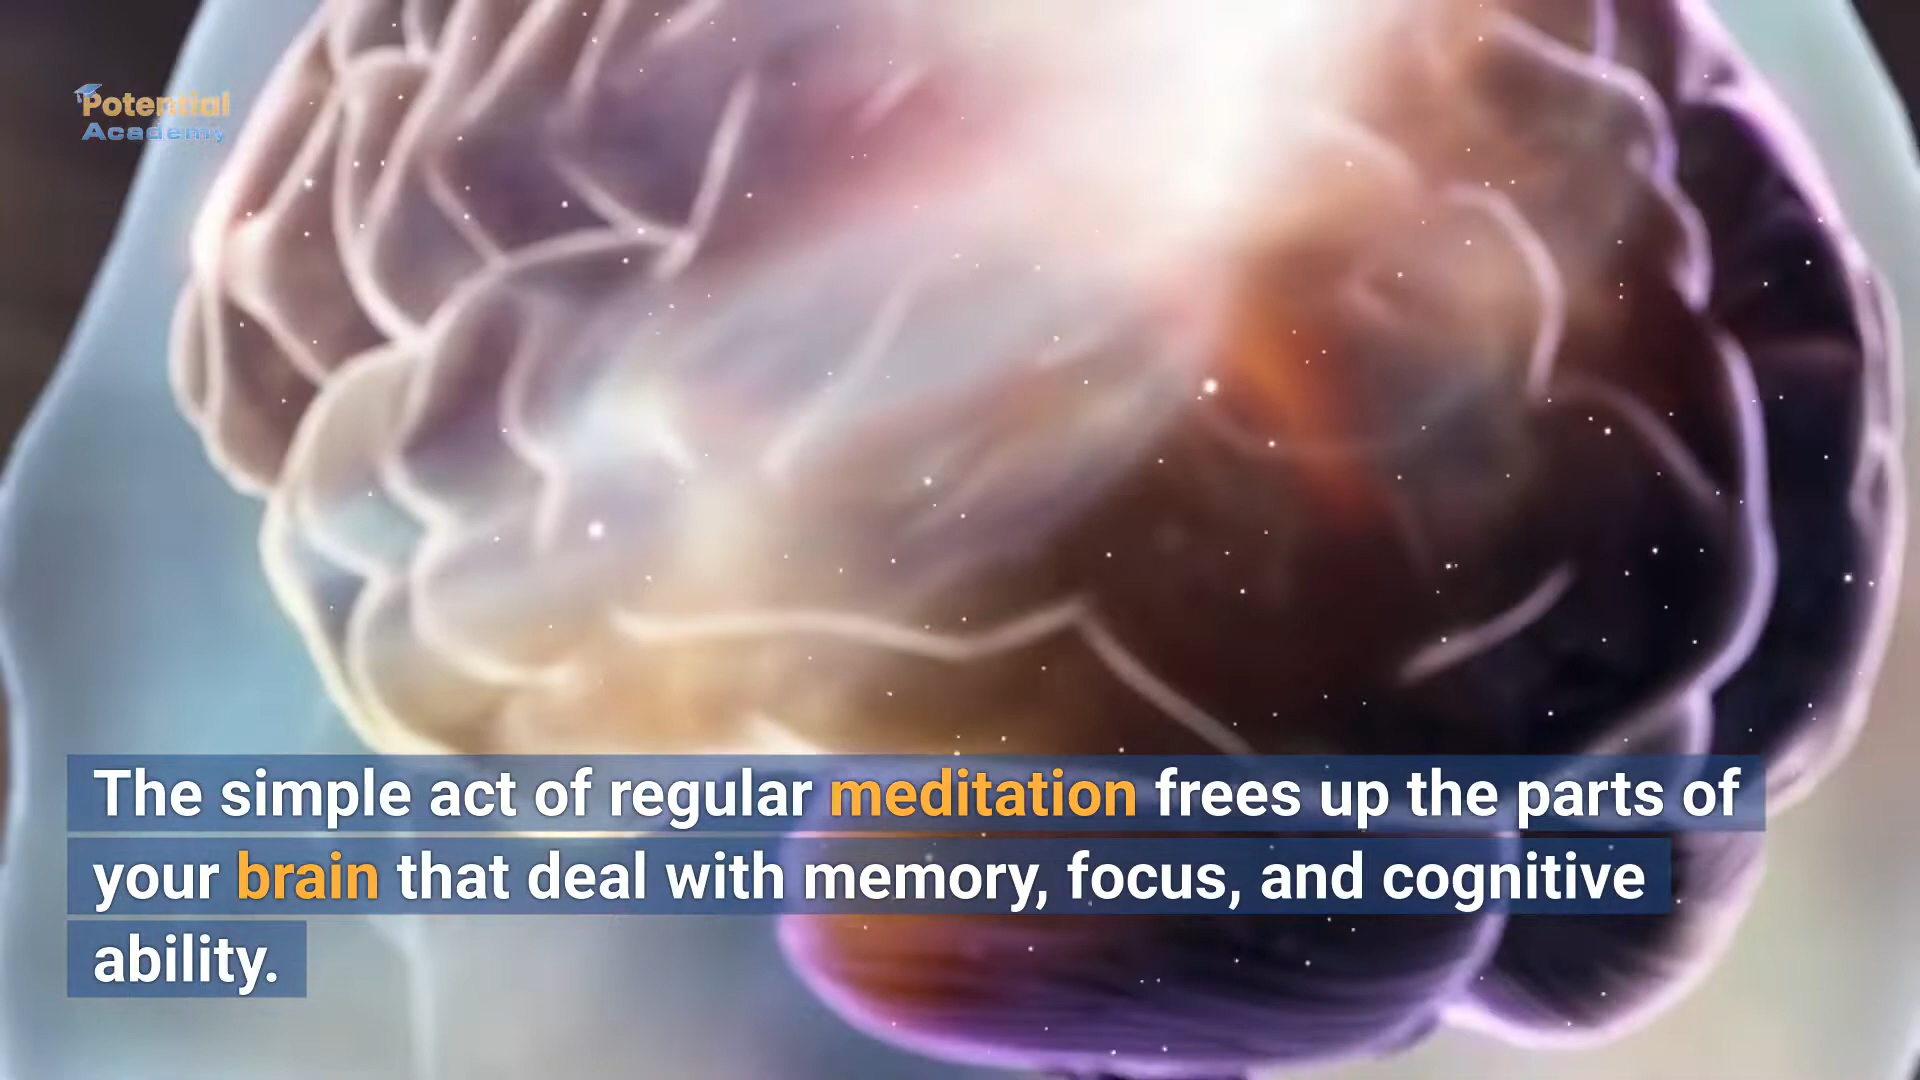 Potential
Academy
The simple act of regular meditation frees up the parts of
your brain that deal with memory, focus, and cognitive
ability.